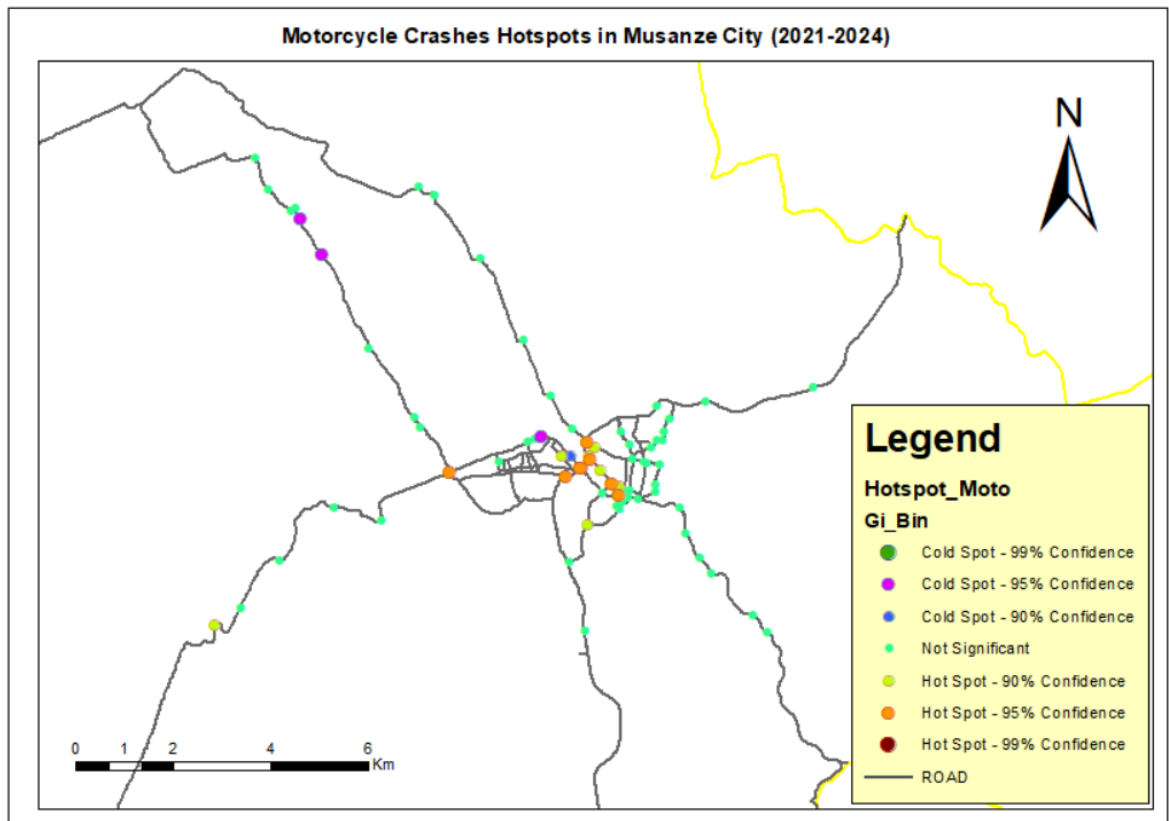 Motorcycle Crashes Hotspots in Musanze City (2021-2024)
N
Legend
Hotspot_Moto
Gi_Bin
Cold Spot - 99% Confidence
Cold Spot - 95% Confidence
Cold Spot - 90% Confidence
Not Significant
Hot Spot - 90% Confidence
Hot Spot - 95% Confidence
Hot Spot - 99% Confidence
ROAD
0 1 2 4 6
Km